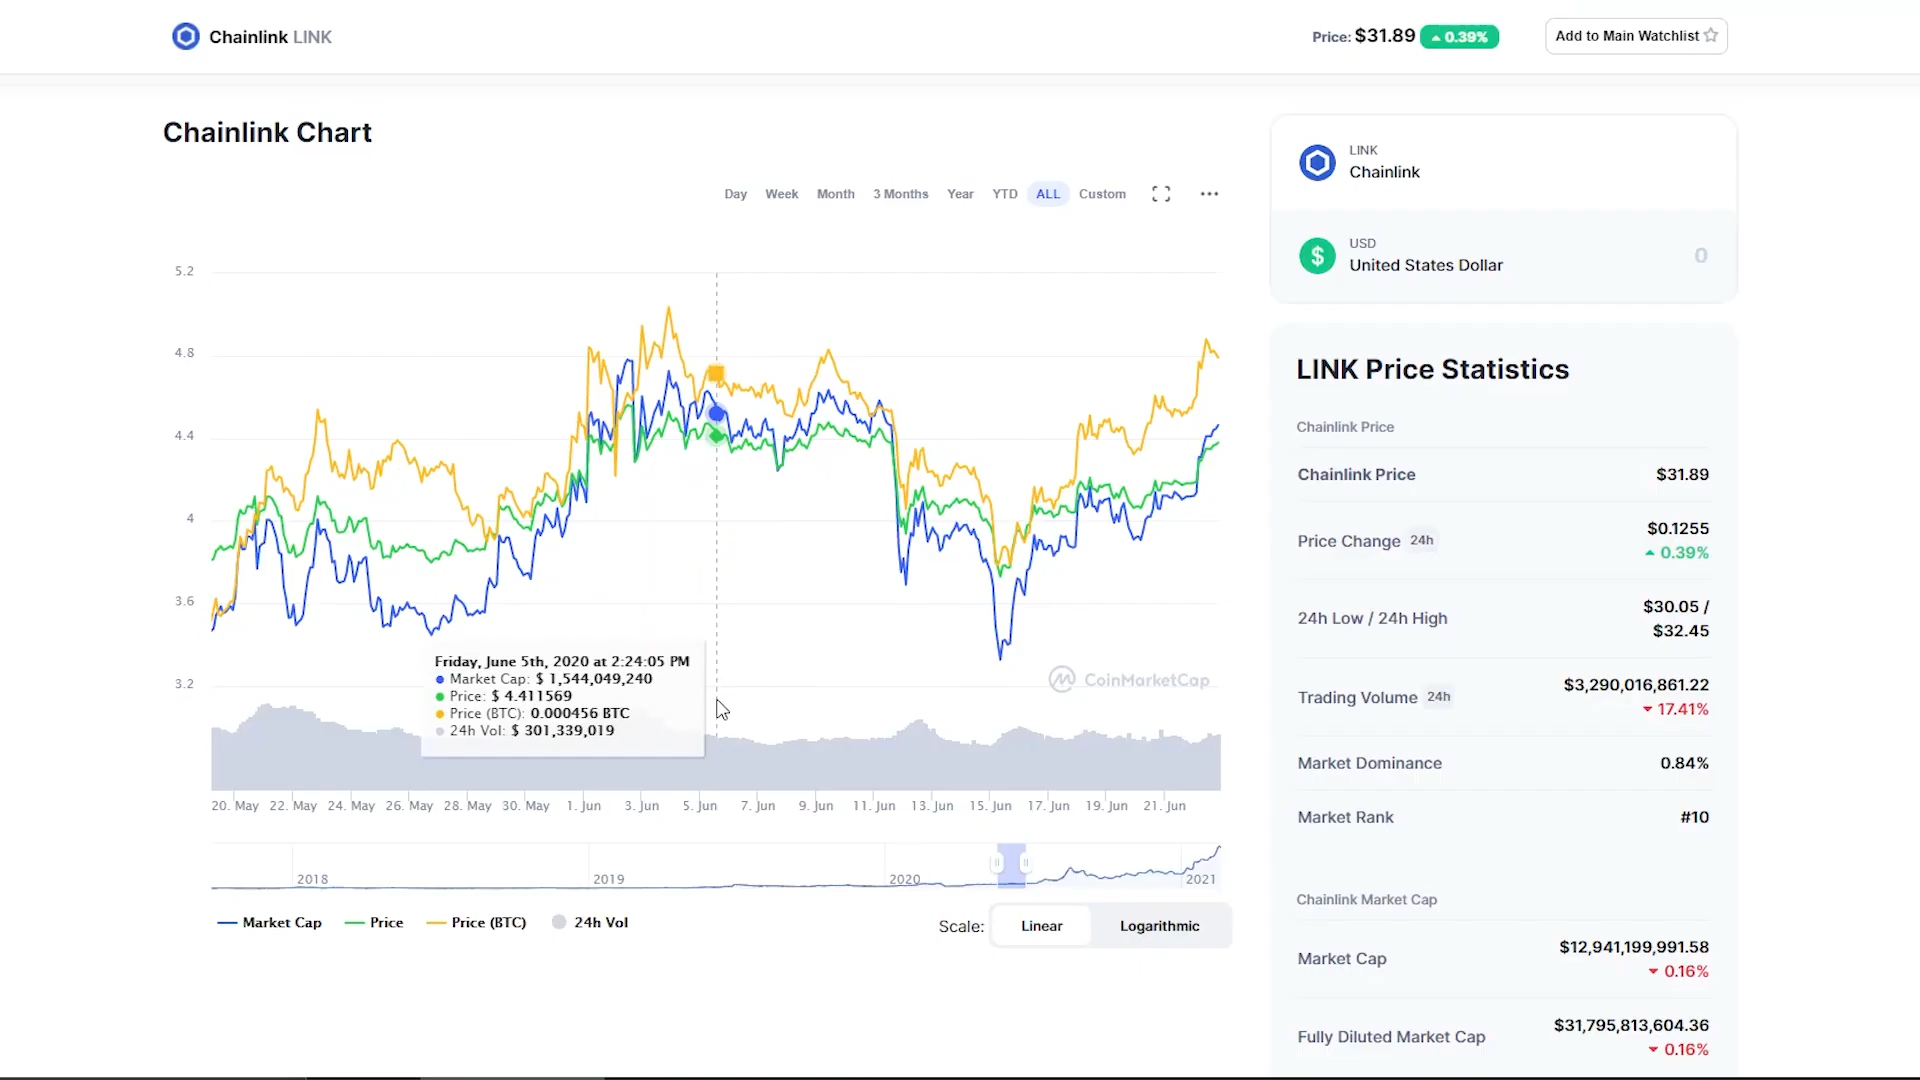 Chainlink LINK
Price: $31.89 0.39%
Add to Main Watchlist
Chainlink Chart
Day Week Month 3 Months Year YTD ALL Custom
5.2
4.8
4.4
4
3.6
3.2
Friday, June 5th, 2020 at 2:24:05 PM
Market Cap: $ 1,544,049,240
Price: $ 4.411569
Price (BTC): 0.000456 BTC
24h Vol: $ 301,339,019
CoinMarketCap
20. May 22. May 24. May 26. May 28. May 30. May 1. Jun 3. Jun 5. Jun 7. Jun 9. Jun 11. Jun 13. Jun 15. Jun 17. Jun 19. Jun 21. Jun
2018 2019 2020 2021
Market Cap Price Price (BTC) 24h Vol
Scale: Linear Logarithmic
LINK
Chainlink
$
USD
United States Dollar
0
LINK Price Statistics
Chainlink Price
Chainlink Price $31.89
Price Change 24h $0.1255
0.39%
24h Low / 24h High $30.05 /
$32.45
Trading Volume 24h $3,290,016,861.22
17.41%
Market Dominance 0.84%
Market Rank #10
Chainlink Market Cap
Market Cap $12,941,199,991.58
0.16%
Fully Diluted Market Cap $31,795,813,604.36
0.16%